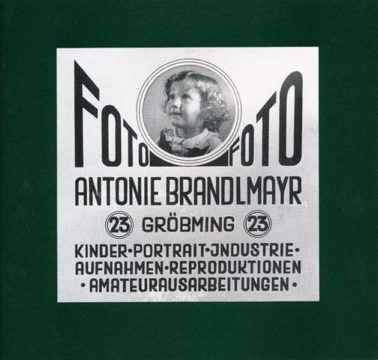 FOTO FOTO
ANTONIE BRANDLMAYR
23 GRÖBMING 23
KINDER•PORTRAIT•JNDUSTRIE•
AUFNAHMEN•REPRODUKTIONEN
•AMATEURAUSARBEITUNGEN•